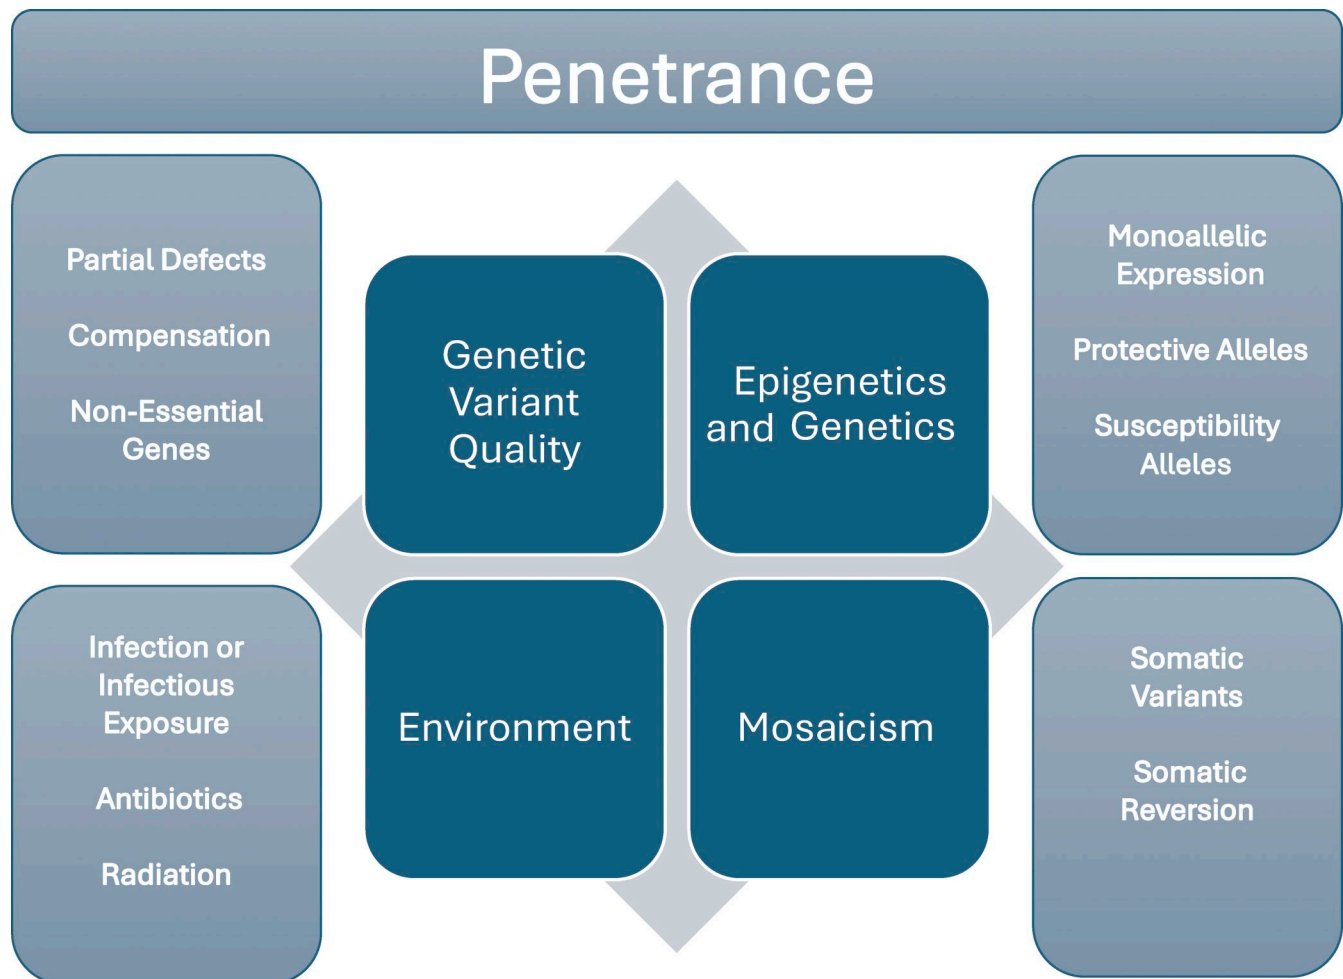 Penetrance
Partial Defects
Compensation
Non-Essential
Genes
Genetic
Variant
Quality
Epigenetics
and Genetics
Monoallelic
Expression
Protective Alleles
Susceptibility
Alleles
Infection or
Infectious
Exposure
Antibiotics
Radiation
Environment
Mosaicism
Somatic
Variants
Somatic
Reversion